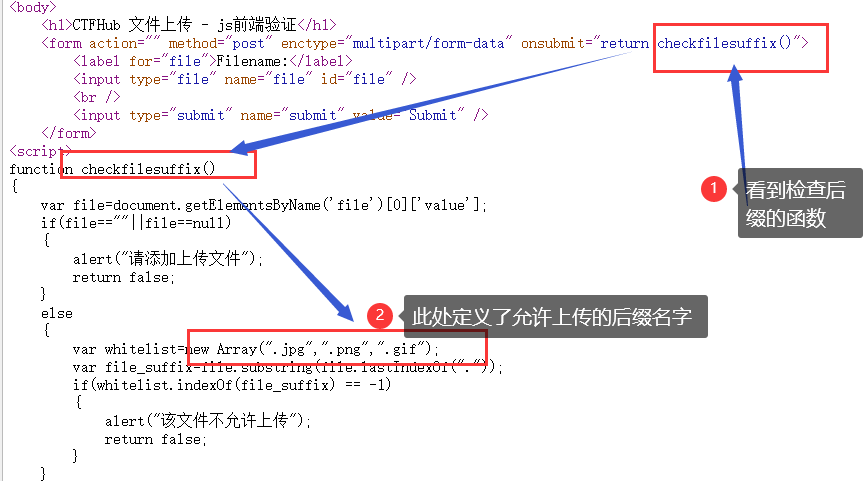 <body>
<h1>CTFHub 文件上传 - js前端验证</h1>
<form action="" method="post" enctype="multipart/form-data" onsubmit="return checkfilesuffix()">
<label for="file">Filename:</label>
<input type="file" name="file" id="file" />
<br />
<input type="submit" name="submit" value="Submit" />
</form>
<script>
function checkfilesuffix()
{
var file=document.getElementsByName('file')[0]['value'];
if(file==""||file==null)
{
alert("请添加上传文件");
return false;
}
else
{
var whitelist=new Array(".jpg",".png",".gif");
var file_suffix=file.substring(file.lastIndexOf("."));
if(whitelist.indexOf(file_suffix) == -1)
{
alert("该文件不允许上传");
return false;
}
}
1
看到检查后
缀的函数
2
此处定义了允许上传的后缀名字